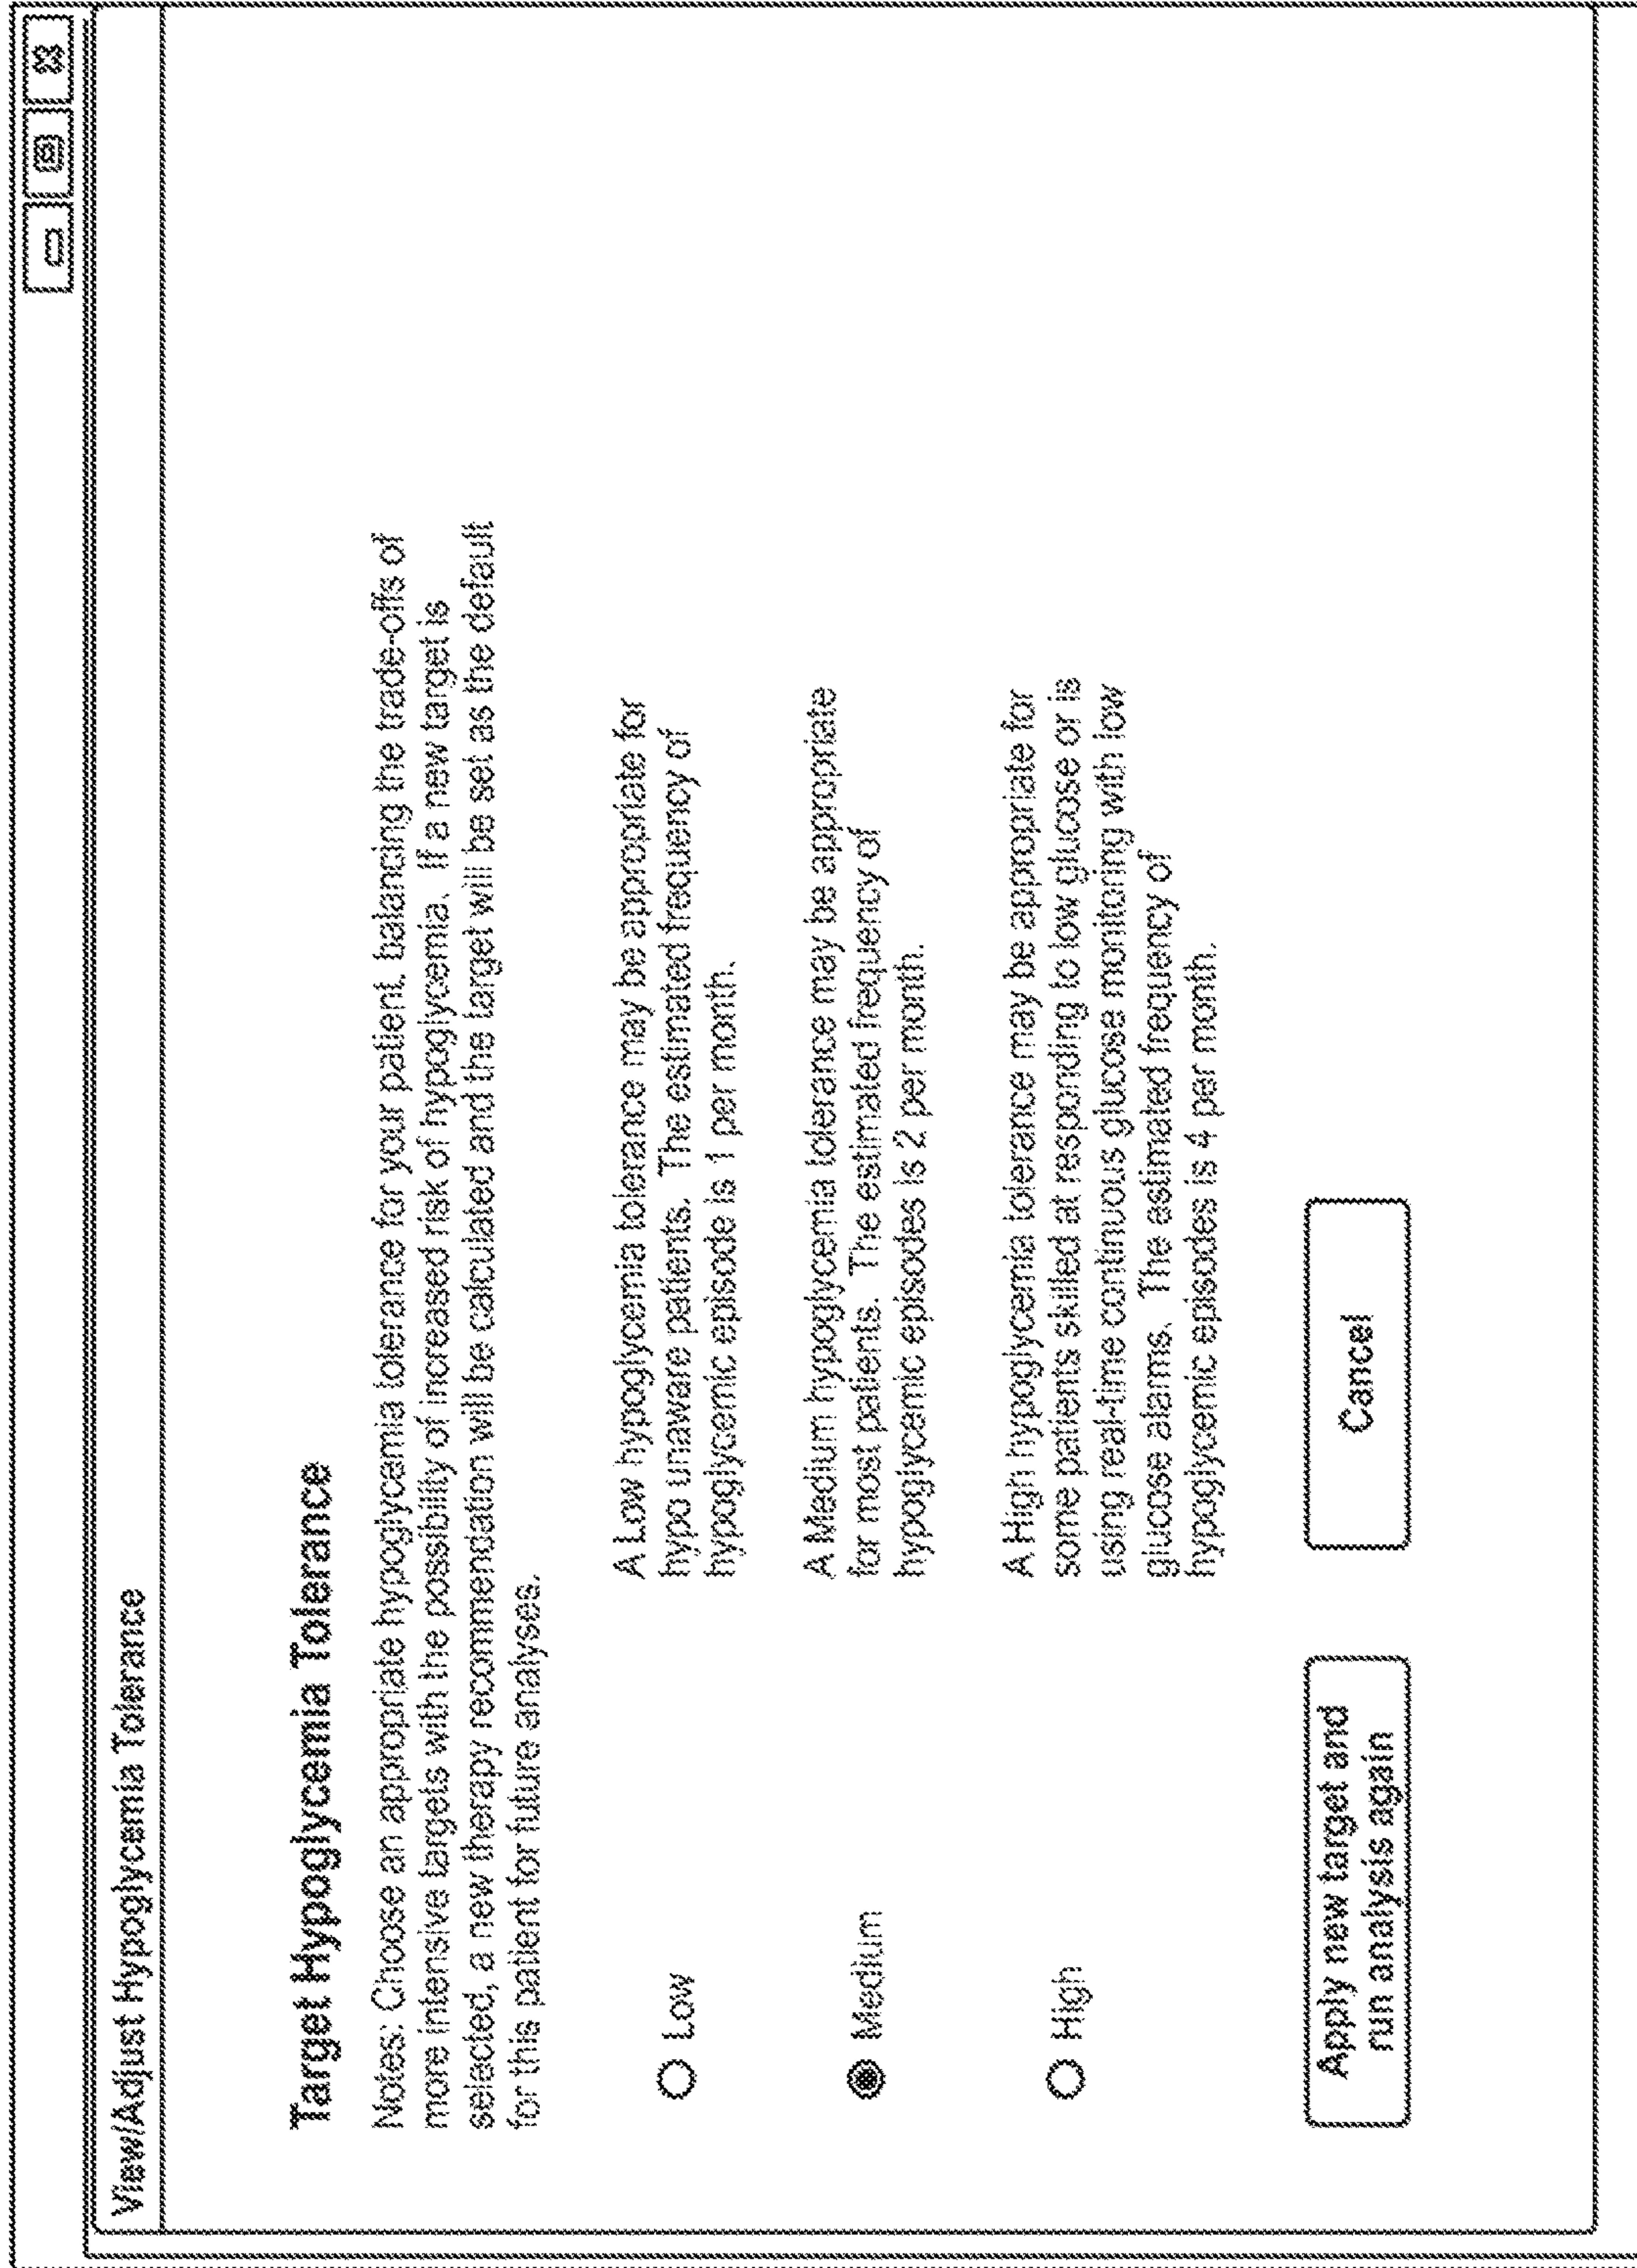 View/Adjust Hypoglycemia Tolerance
Target Hypoglycemia Tolerance
Notes: Choose an appropriate hypoglycemia tolerance for your patient, balancing the trade-offs of
more intensive targets with the possibility of increased risk of hypoglycemia. If a new target is
selected, a new therapy recommendation will be calculated and the target will be set as the default
for this patient for future analyses.
Low
A Low hypoglycemia tolerance may be appropriate for
hypo unaware patients. The estimated frequency of
hypoglycemic episode is 1 per month.
Medium
A Medium hypoglycemia tolerance may be appropriate
for most patients. The estimated frequency of
hypoglycemic episodes is 2 per month.
High
A High hypoglycemia tolerance may be appropriate for
some patients skilled at responding to low glucose or is
using real-time continuous glucose monitoring with low
glucose alarms. The estimated frequency of
hypoglycemic episodes is 4 per month.
Apply new target and
run analysis again
Cancel